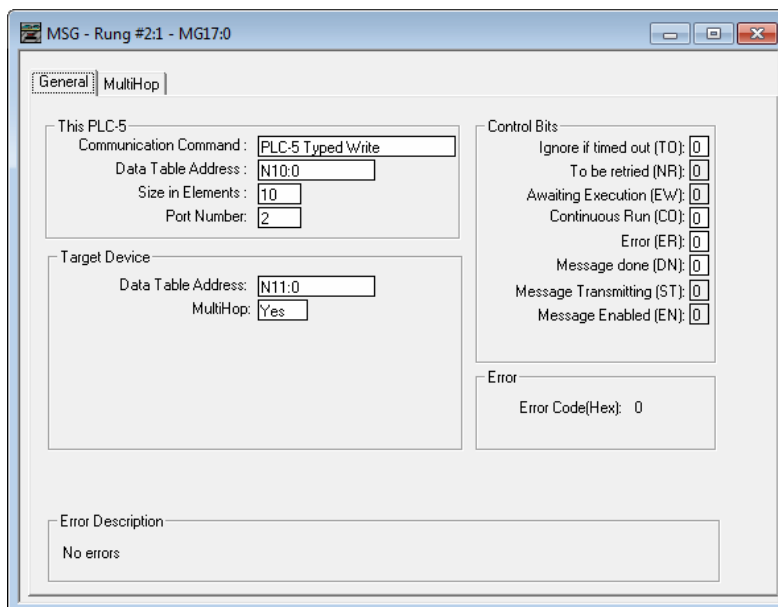 MSG - Rung #2:1 - MG17:0
General MultiHop
This PLC-5
Communication Command : PLC-5 Typed Write
Data Table Address : N10:0
Size in Elements : 10
Port Number: 2
Target Device
Data Table Address: N11:0
MultiHop: Yes
Control Bits
Ignore if timed out (TO): 0
To be retried (NR): 0
Awaiting Execution (EW): 0
Continuous Run (CO): 0
Error (ER): 0
Message done (DN): 0
Message Transmitting (ST): 0
Message Enabled (EN): 0
Error
Error Code(Hex): 0
Error Description
No errors